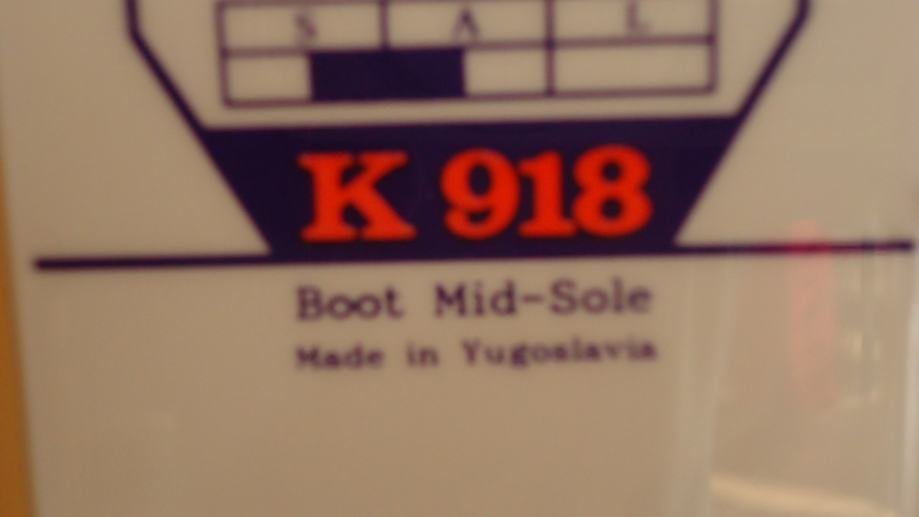 S A L
K 918
Boot Mid-Sole
Made in Yugoslavia